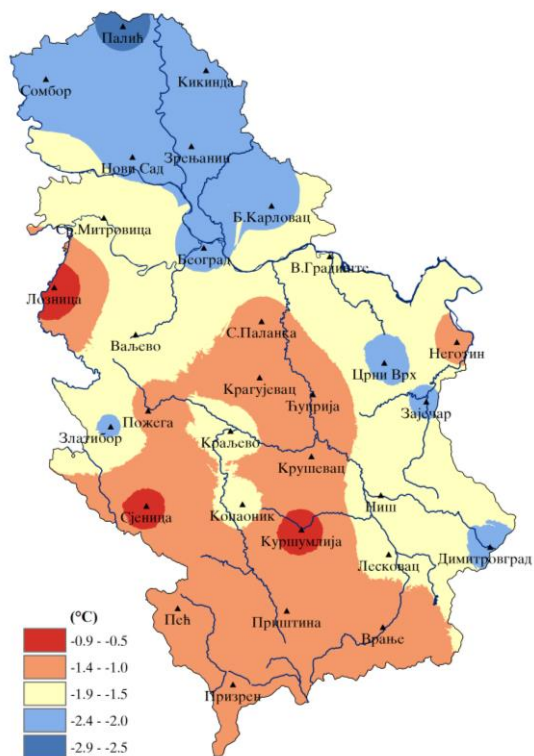 Палић
Сомбор
Кикинда
Зрењанин
Нови Сад
Б.Карловац
Ср.Митровица
Београд
В.Градиште
Лозница
С.Паланка
Ваљево
Неготин
Црни Врх
Крагујевац
Ћуприја
Зајечар
Пожега
Златибор
Краљево
Крушевац
Сјеница
Копаоник
Ниш
Куршумлија
Лесковац
Димитровград
Пећ
Приштина
Врање
Призрен
(°C)
-0.9 - -0.5
-1.4 - -1.0
-1.9 - -1.5
-2.4 - -2.0
-2.9 - -2.5